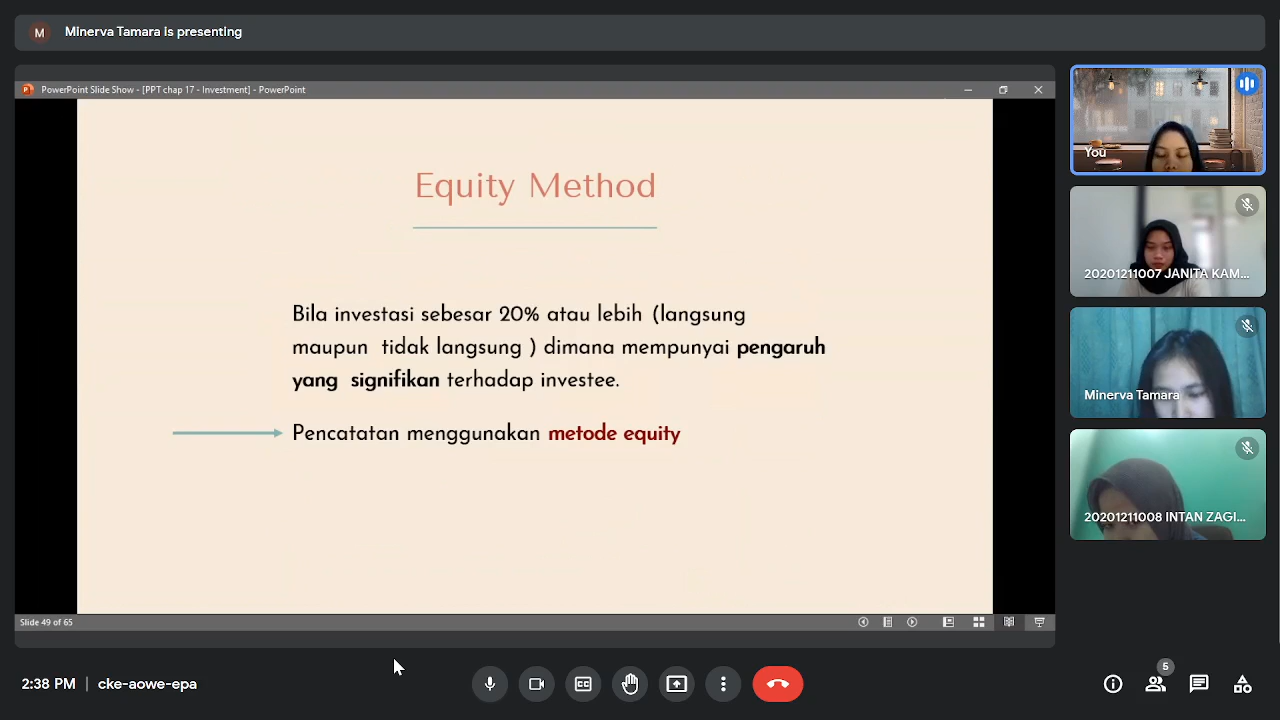 M Minerva Tamara is presenting
PowerPoint Slide Show - [PPT chap 17 - Investment] - PowerPoint
Equity Method
Bila investasi sebesar 20% atau lebih (langsung
maupun tidak langsung ) dimana mempunyai pengaruh
yang signifikan terhadap investee.
Pencatatan menggunakan metode equity
Slide 49 of 65
You
20201211007 JANITA KAM...
Minerva Tamara
20201211008 INTAN ZAGI...
2:38 PM | cke-aowe-epa
CC
5